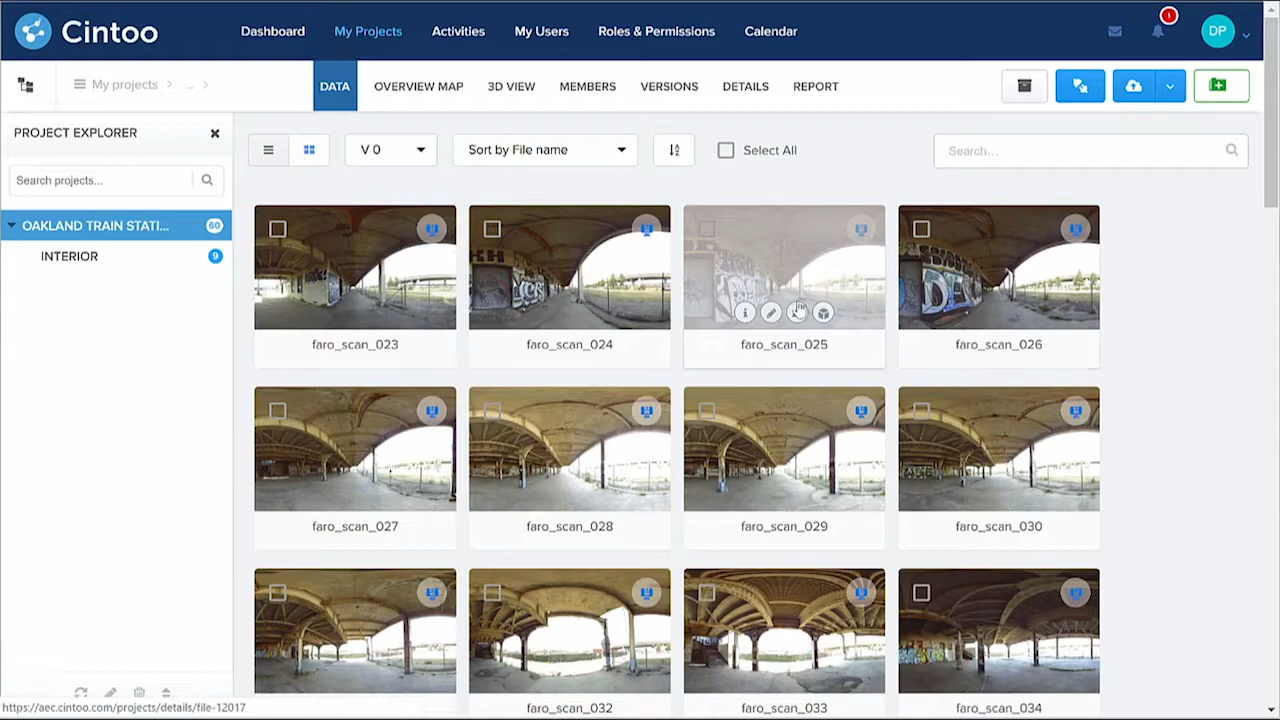 Cintoo
Dashboard My Projects Activities My Users Roles & Permissions Calendar
1
DP
My projects > ... >
DATA OVERVIEW MAP 3D VIEW MEMBERS VERSIONS DETAILS REPORT
PROJECT EXPLORER
Search projects...
OAKLAND TRAIN STATI... 60
INTERIOR 9
V 0
Sort by File name
Select All
Search...
faro_scan_023 faro_scan_024 faro_scan_025 faro_scan_026
faro_scan_027 faro_scan_028 faro_scan_029 faro_scan_030
faro_scan_032 faro_scan_033 faro_scan_034
https://aec.cintoo.com/projects/details/file-12017